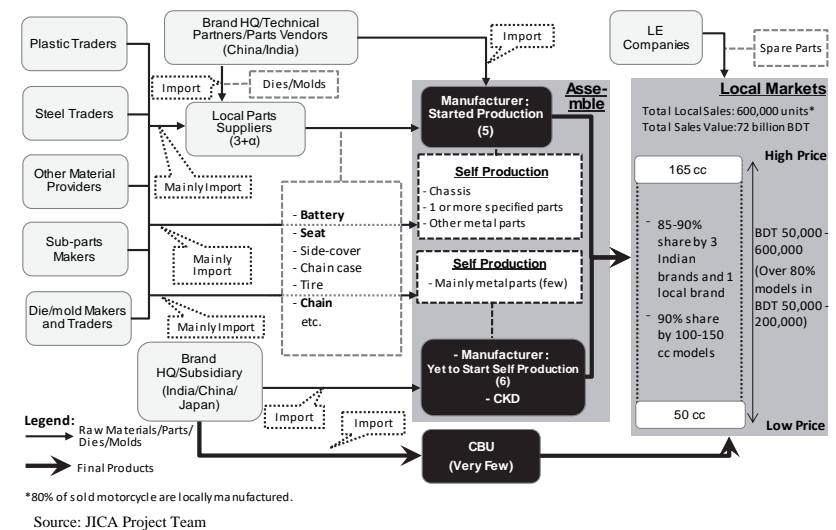 Plastic Traders
Steel Traders
Other Material
Providers
Sub-parts
Makers
Die/mold Makers
and Traders
Brand HQ/Technical
Partners/Parts Vendors
(China/India)
Import
Dies/Molds
Local Parts
Suppliers
(3+α)
Mainly Import
Mainly
Import
Mainly Import
- Battery
- Seat
- Side-cover
- Chain case
- Tire
- Chain
etc.
Import
Asse-
mble
Manufacturer:
Started Production
(5)
Self Production
- Chassis
- 1 or more specified parts
- Other metal parts
Self Production
- Mainly metal parts (few)
- Manufacturer:
Yet to Start Self Production
(6)
- CKD
Brand
HQ/Subsidiary
(India/China/
Japan)
Import
Import
CBU
(Very Few)
LE
Companies
Spare Parts
Local Markets
Total Local Sales: 600,000 units*
Total Sales Value: 72 billion BDT
High Price
165 cc
- 85-90%
share by 3
Indian
brands and 1
local brand
- 90% share
by 100-150
cc models
BDT 50,000 -
600,000
(Over 80%
models in
BDT 50,000 -
200,000)
50 cc
Low Price
Legend:
Raw Materials/Parts/
Dies/Molds
Final Products
*80% of sold motorcycle are locally manufactured.
Source: JICA Project Team